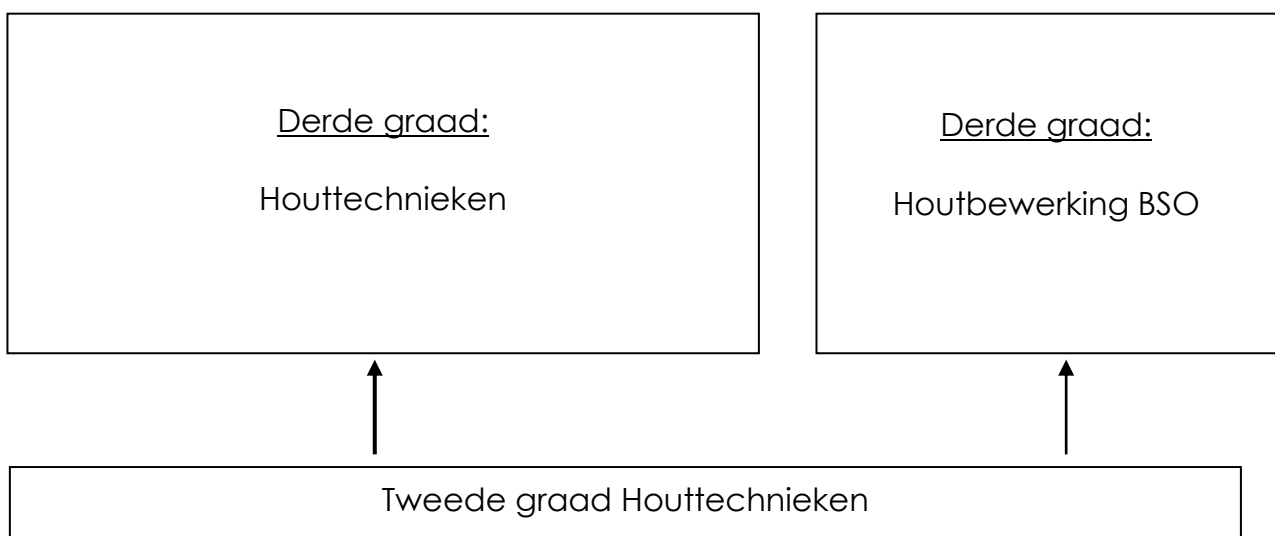 Derde graad:
Houttechnieken
Derde graad:
Houtbewerking BSO
Tweede graad Houttechnieken